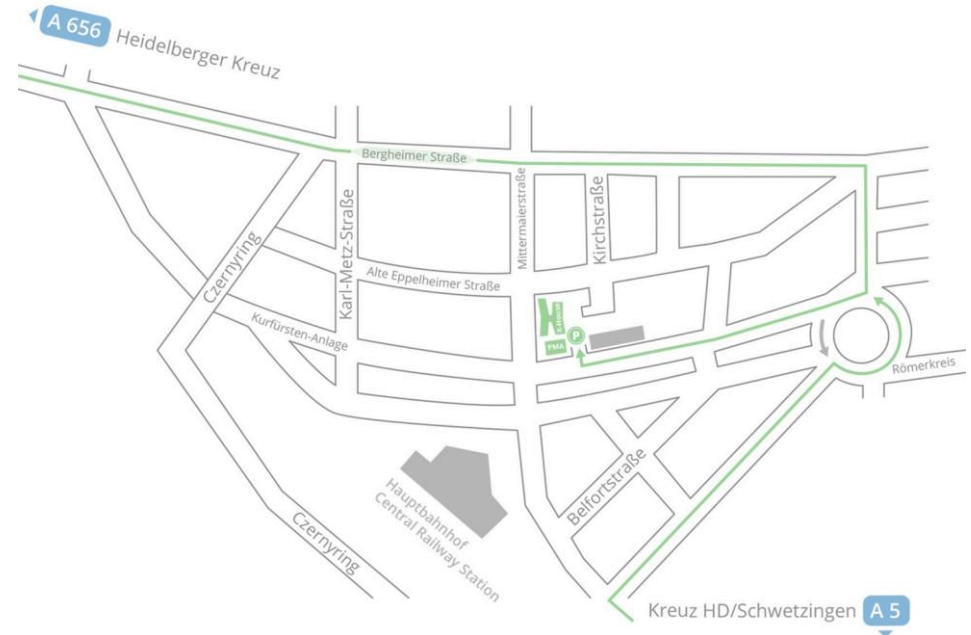 A 656
Heidelberger Kreuz
Bergheimer Straße
Mittermaierstraße
Kirchstraße
Karl-Metz-Straße
Czernyring
Alte Eppelheimer Straße
Kurfürsten-Anlage
P
PMA
Römerkreis
Belfortstraße
Hauptbahnhof
Central Railway Station
Czernyring
Kreuz HD/Schwetzingen
A 5